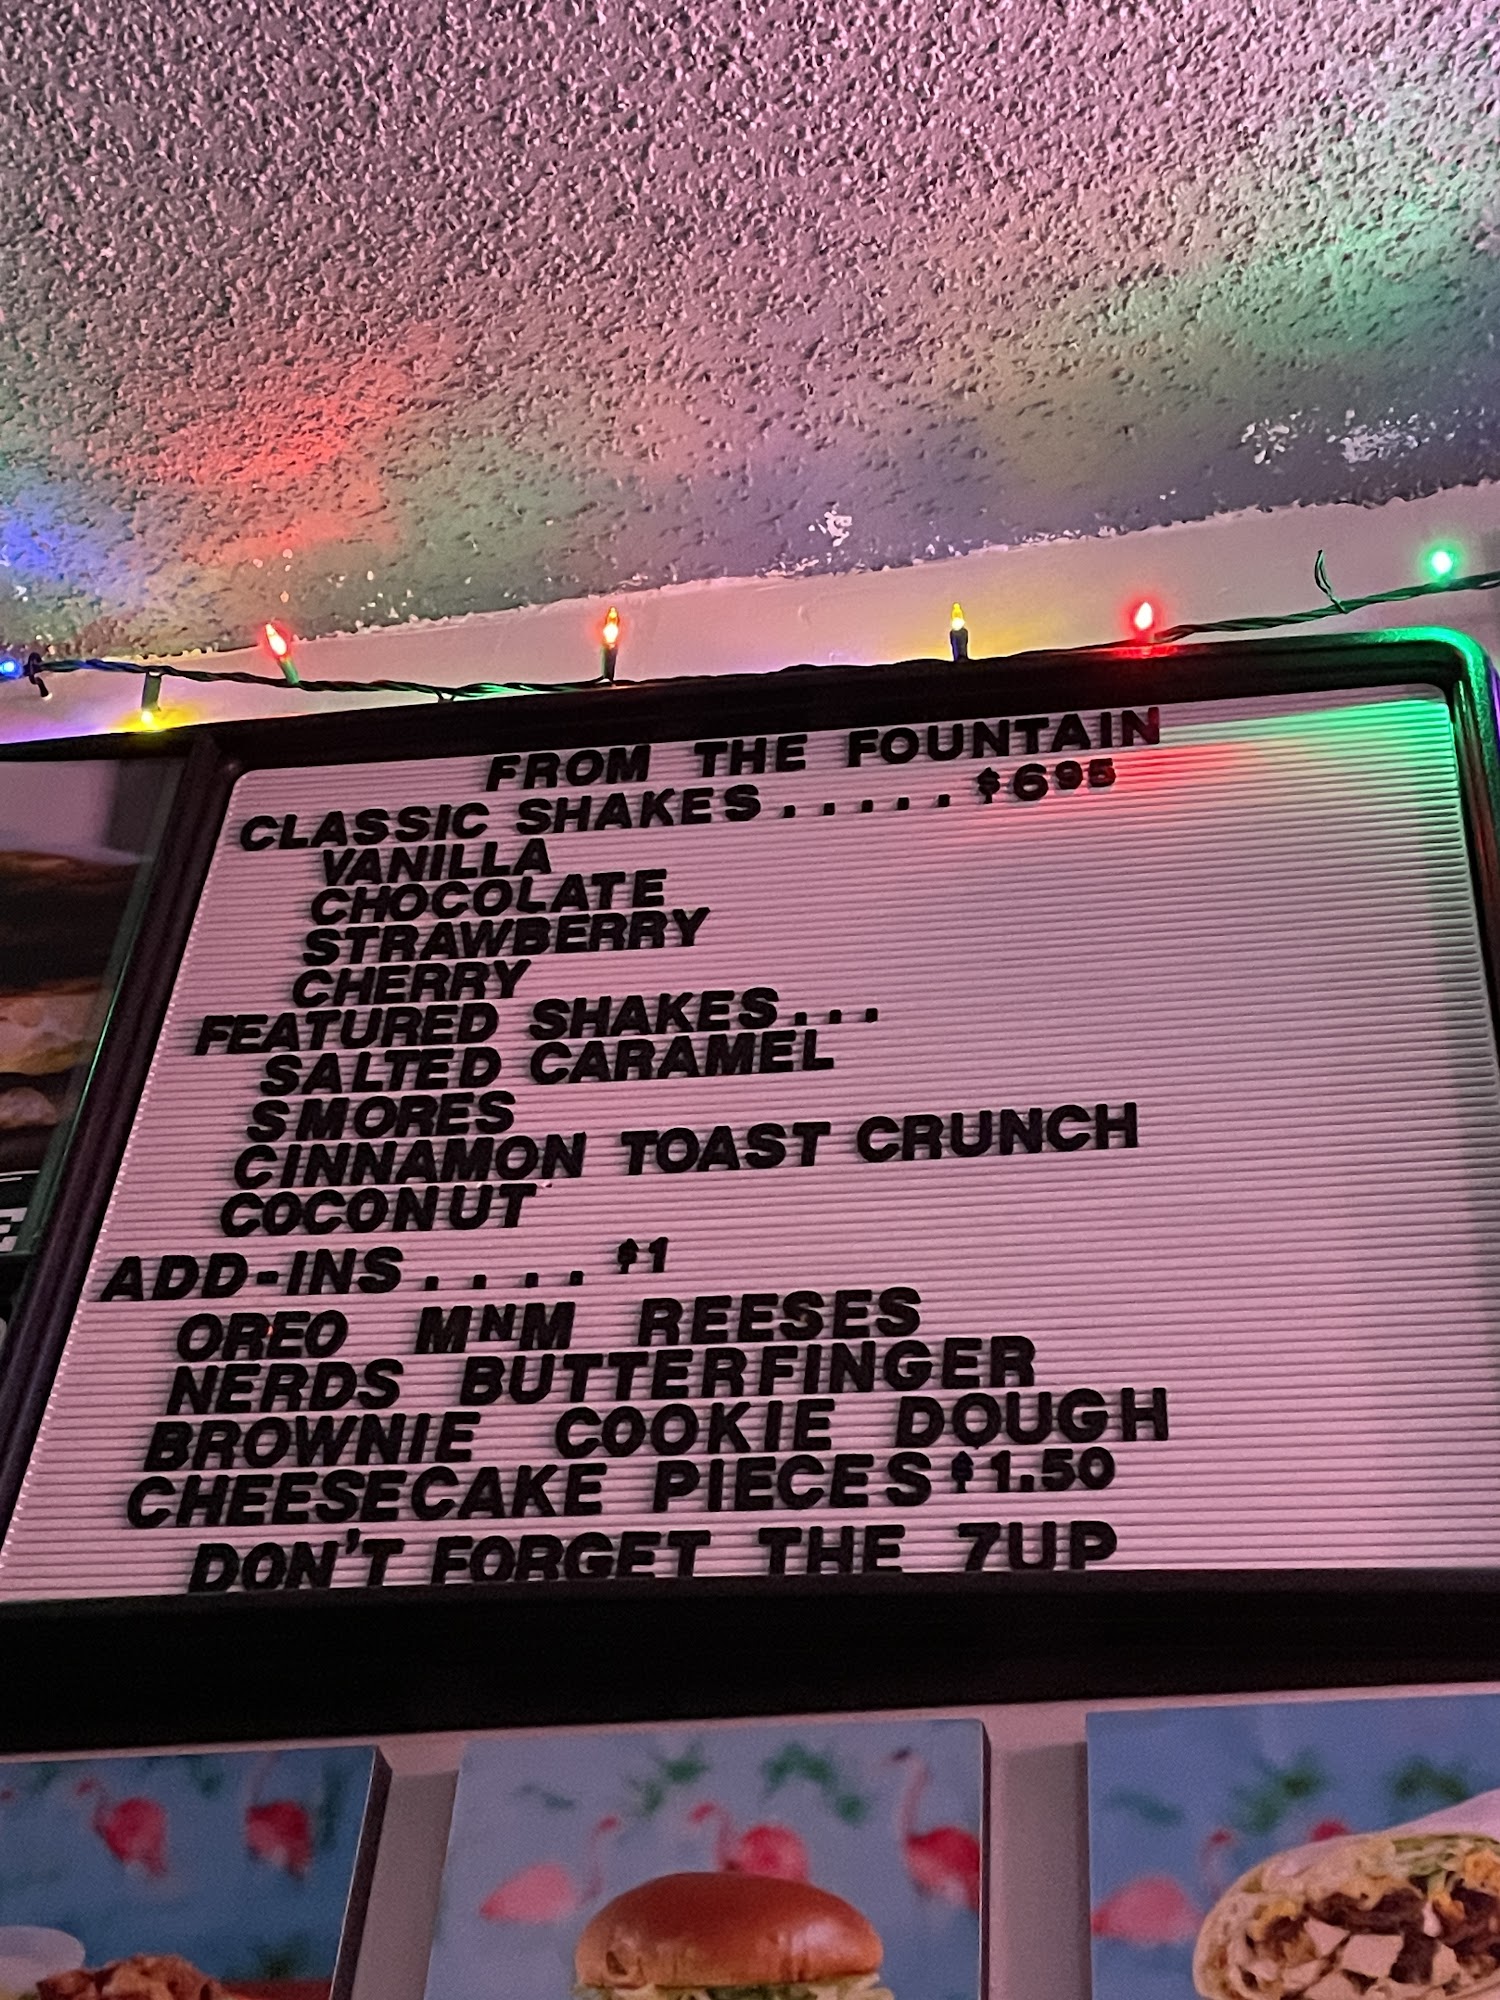 FROM THE FOUNTAIN
CLASSIC SHAKES......$695
VANILLA
CHOCOLATE
STRAWBERRY
CHERRY
FEATURED SHAKES...
SALTED CARAMEL
SMORES
CINNAMON TOAST CRUNCH
COCONUT
ADD-INS....$1
OREO MNM REESES
NERDS BUTTERFINGER
BROWNIE COOKIE DOUGH
CHEESECAKE PIECES $1.50
DON'T FORGET THE 7UP